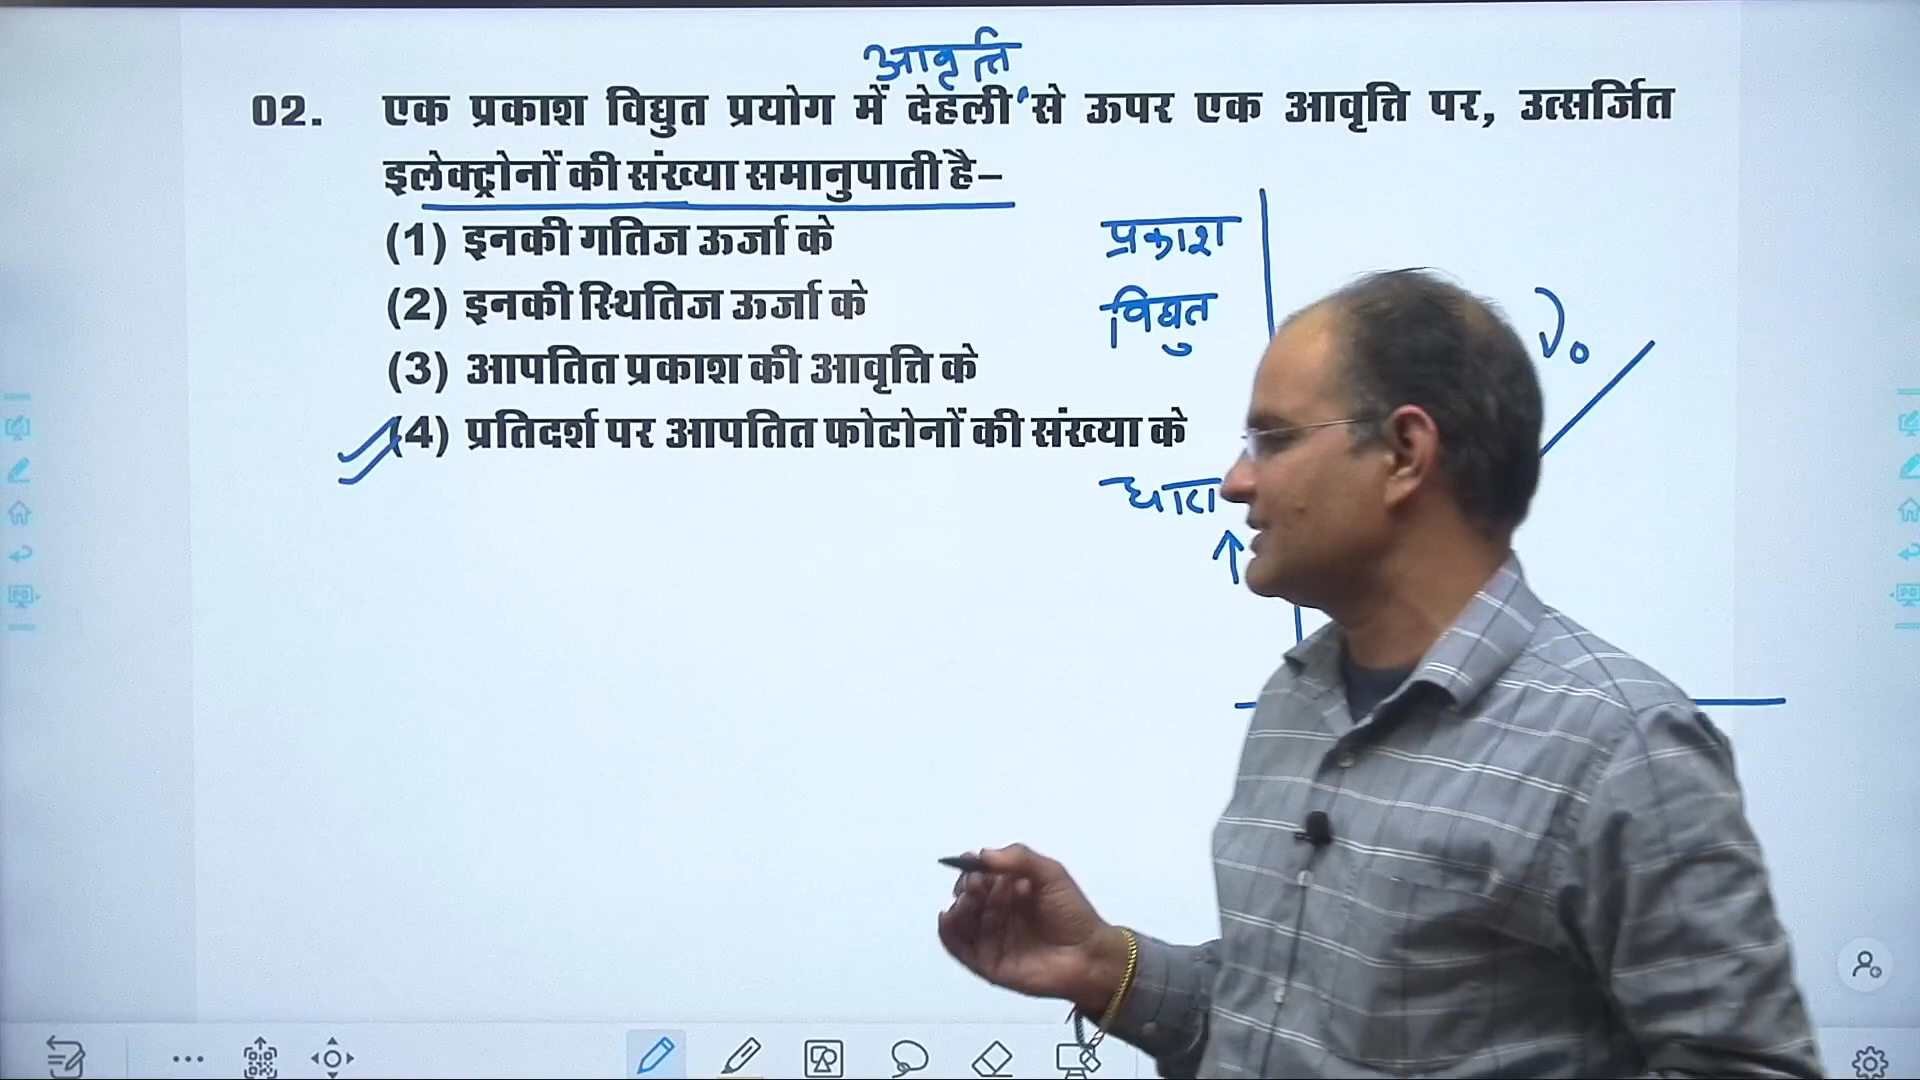 आवृत्ति
02. एक प्रकाश विद्युत प्रयोग में देहली से ऊपर एक आवृत्ति पर, उत्सर्जित
इलेक्ट्रोनों की संख्या समानुपाती है–
(1) इनकी गतिज ऊर्जा के
(2) इनकी स्थितिज ऊर्जा के
(3) आपतित प्रकाश की आवृत्ति के
(4) प्रतिदर्श पर आपतित फोटोनों की संख्या के
प्रकाश
विद्युत
ν₀
धारा